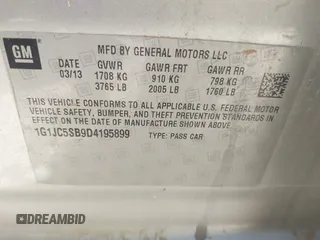 GM
MFD BY GENERAL MOTORS LLC
DATE GVWR GAWR FRT GAWR RR
03/13 1708 KG 910 KG 798 KG
3765 LB 2005 LB 1760 LB
THIS VEHICLE CONFORMS TO ALL APPLICABLE U.S. FEDERAL MOTOR
VEHICLE SAFETY, BUMPER, AND THEFT PREVENTION STANDARDS
IN EFFECT ON THE DATE OF MANUFACTURE SHOWN ABOVE.
1G1JC5SB9D4195899 TYPE: PASS CAR
AUTOBIDMASTER